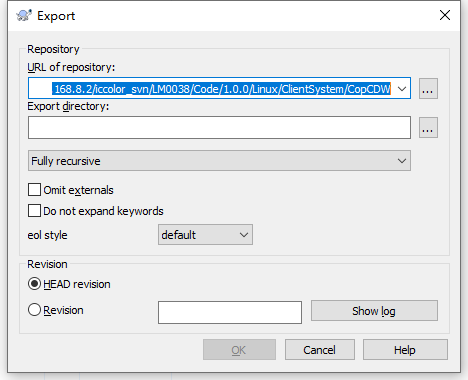 Export
Repository
URL of repository:
168.8.2/iccolor_svn/LM0038/Code/1.0.0/Linux/ClientSystem/CopCDW
...
Export directory:
...
Fully recursive
Omit externals
Do not expand keywords
eol style
default
Revision
HEAD revision
Revision
Show log
OK
Cancel
Help